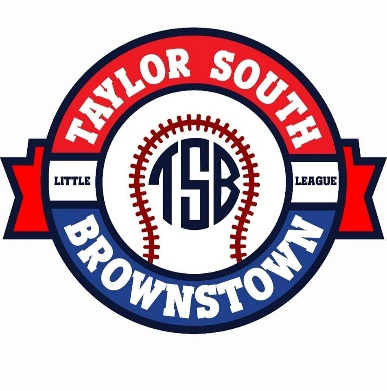 TAYLOR SOUTH
LITTLE
TSB
LEAGUE
BROWNSTOWN